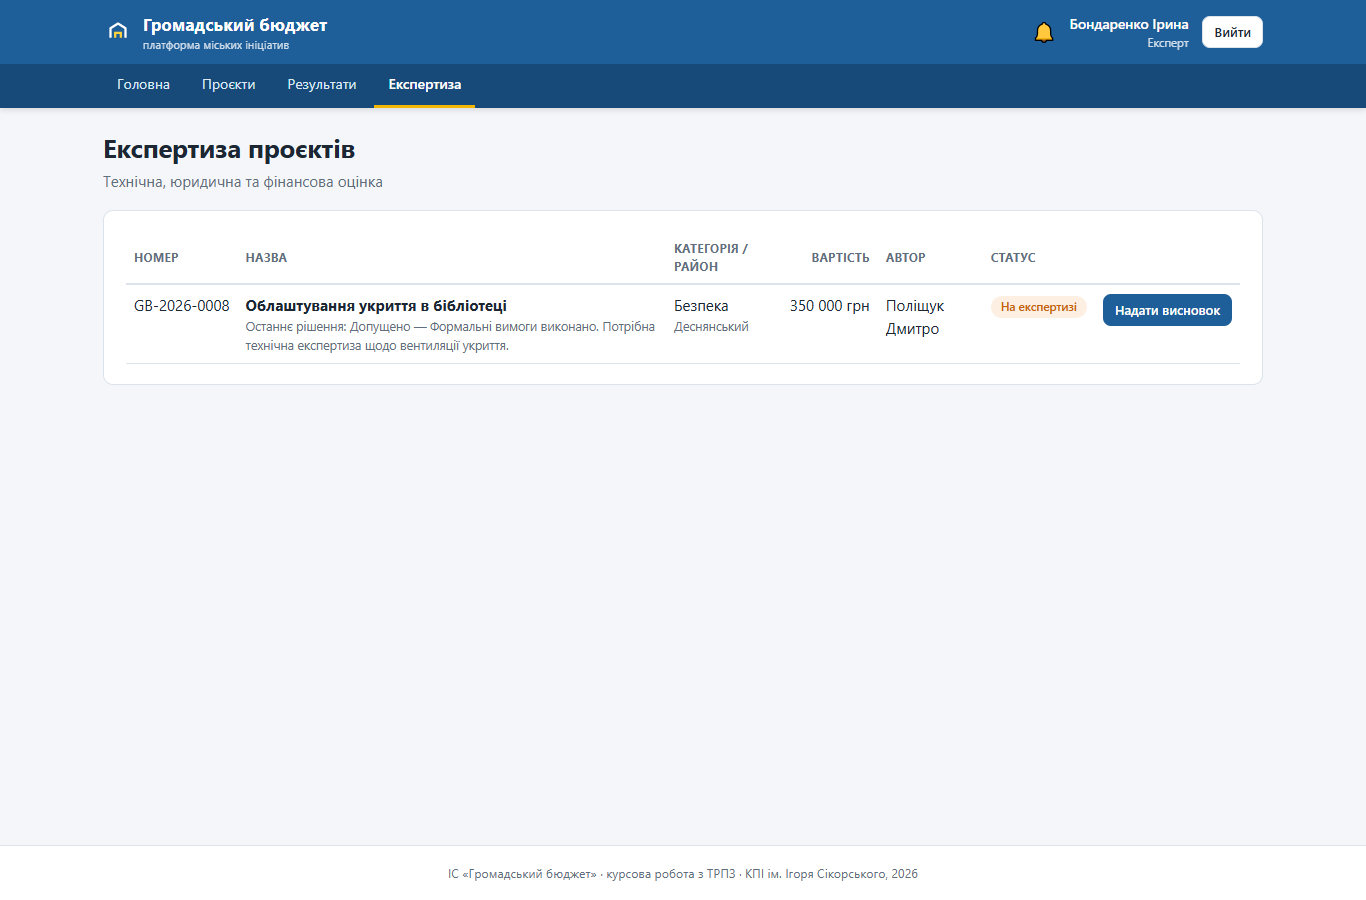 Громадський бюджет
платформа міських ініціатив
Бондаренко Ірина
Експерт
Вийти
Головна
Проєкти
Результати
Експертиза
Експертиза проєктів
Технічна, юридична та фінансова оцінка
НОМЕР
НАЗВА
КАТЕГОРІЯ /
РАЙОН
ВАРТІСТЬ
АВТОР
СТАТУС
GB-2026-0008
Облаштування укриття в бібліотеці
Останнє рішення: Допущено — Формальні вимоги виконано. Потрібна
технічна експертиза щодо вентиляції укриття.
Безпека
Деснянський
350 000 грн
Поліщук
Дмитро
На експертизі
Надати висновок
ІС «Громадський бюджет» · курсова робота з ТРПЗ · КПІ ім. Ігоря Сікорського, 2026